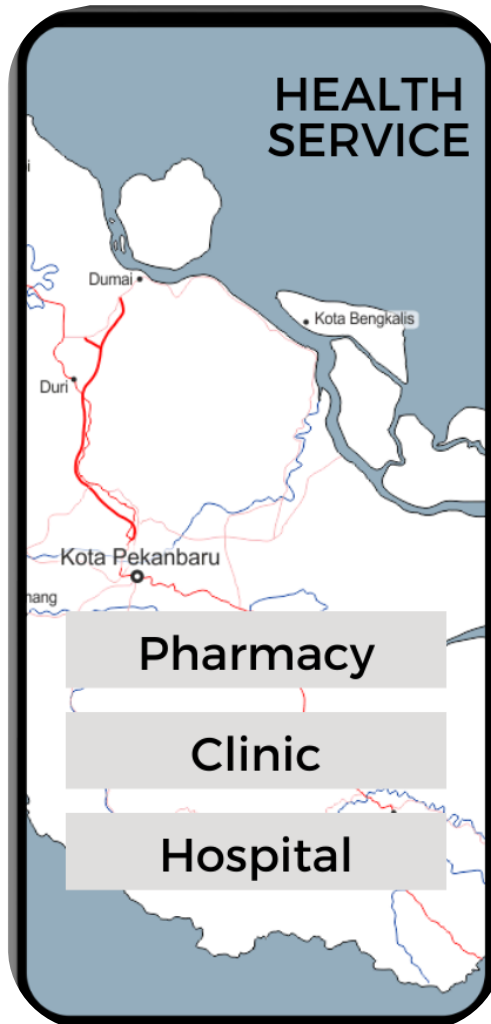 HEALTH
SERVICE
Dumai
Kota Bengkalis
Duri
Kota Pekanbaru
Pharmacy
Clinic
Hospital